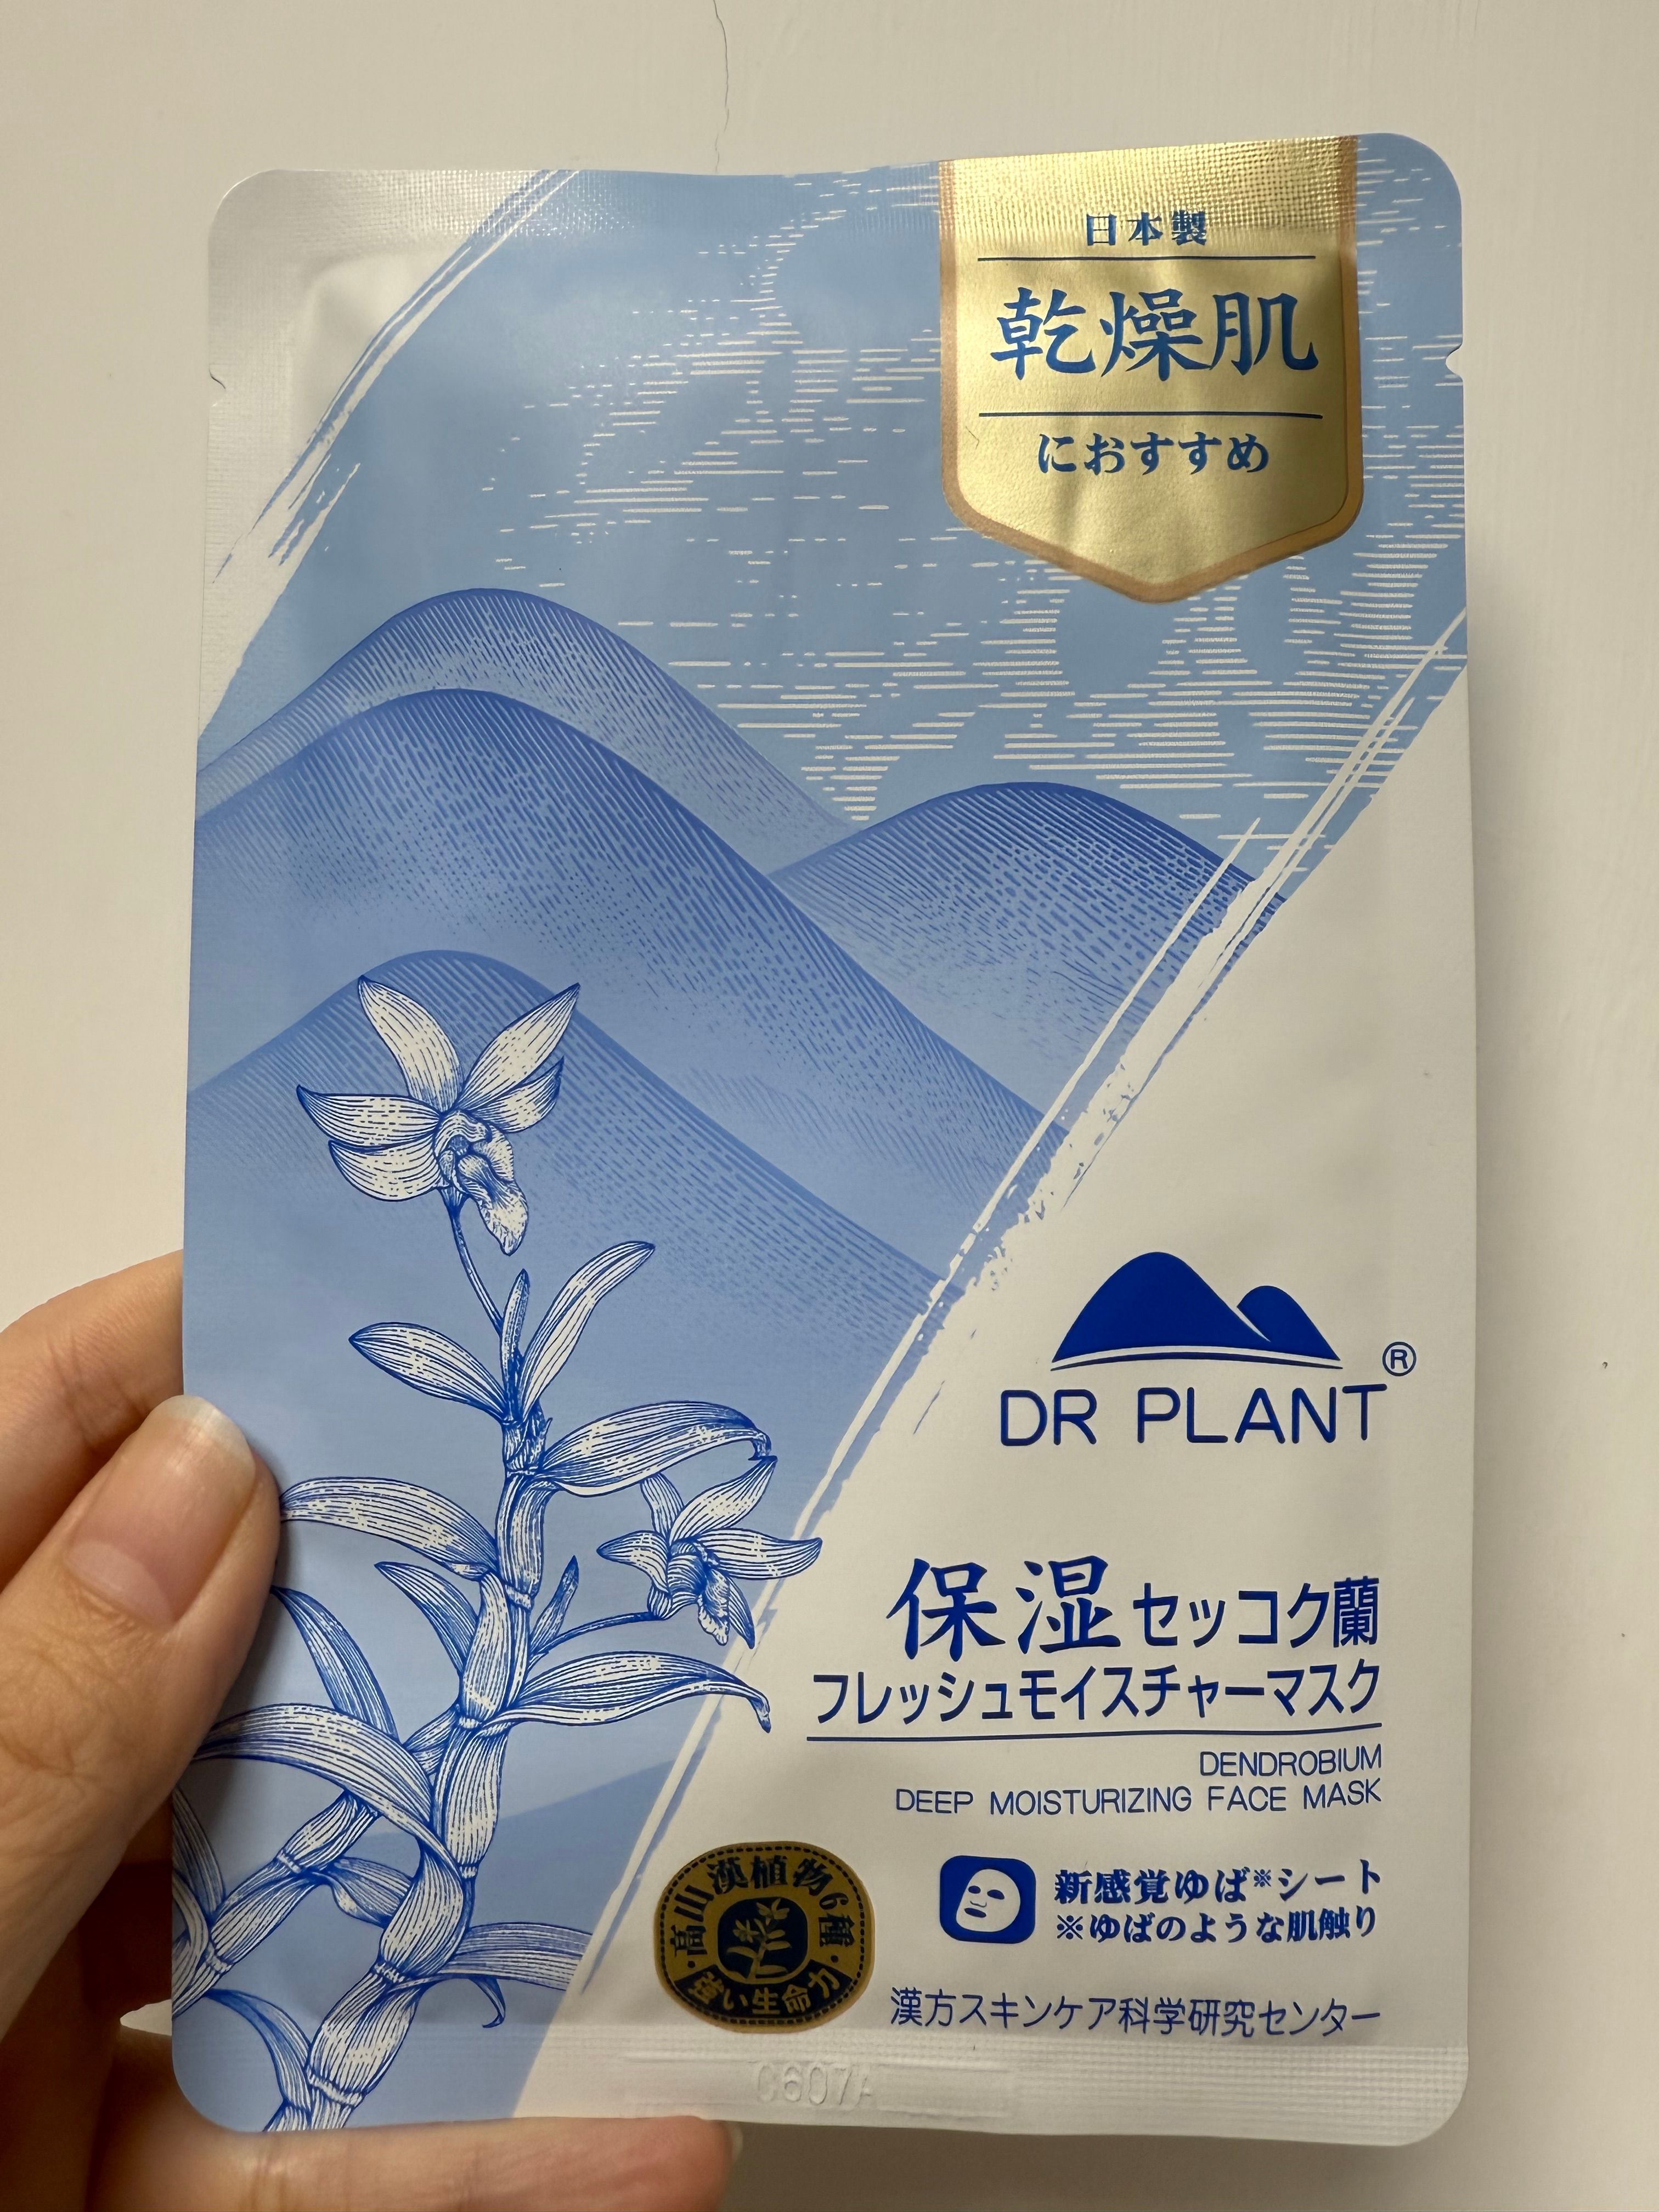 日本製
乾燥肌
におすすめ
DR PLANT®
保湿セッコク蘭
フレッシュモイスチャーマスク
DENDROBIUM
DEEP MOISTURIZING FACE MASK
高山漢植物6種
強い生命力
新感覚ゆば※シート
※ゆばのような肌触り
漢方スキンケア科学研究センター
C607A